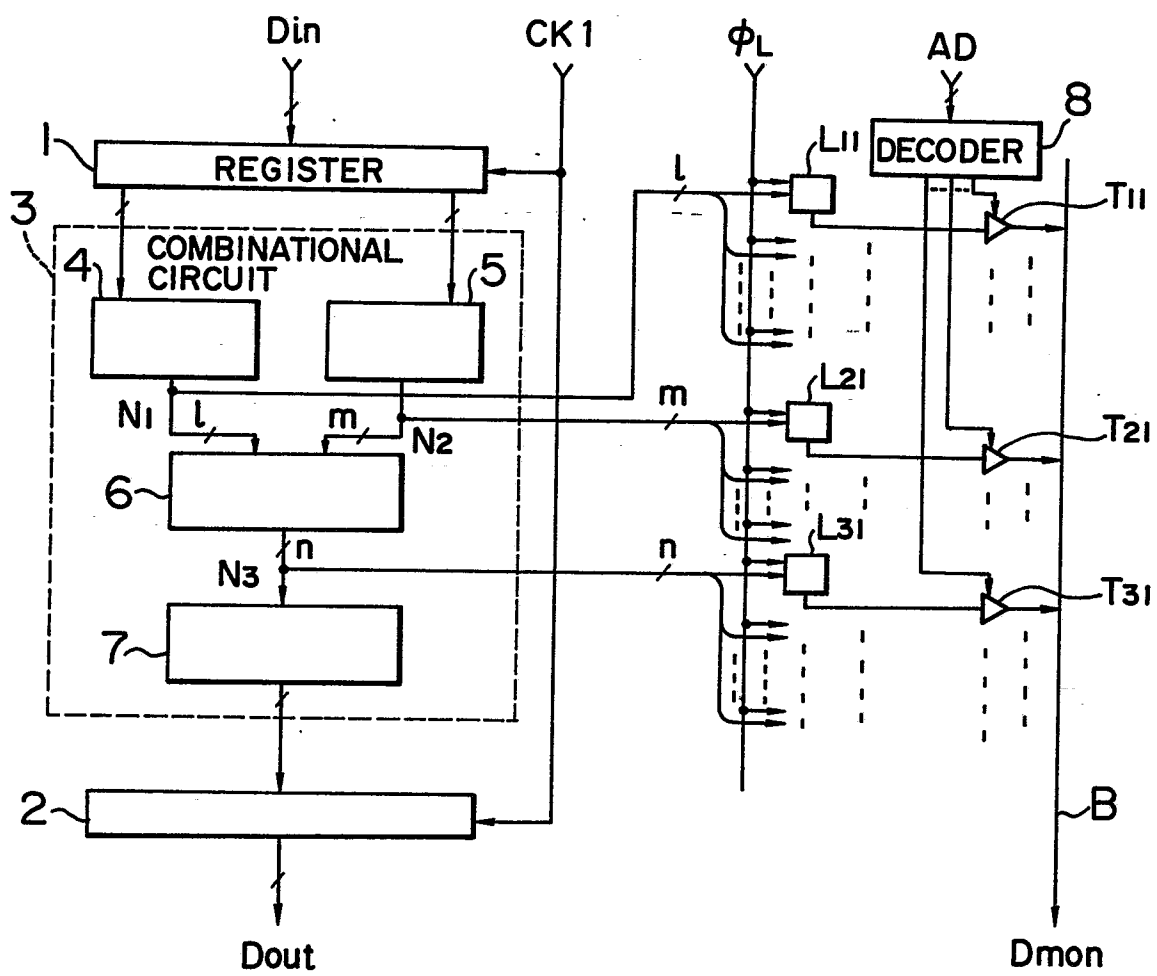 Din
CK1
ϕL
AD
8
1
REGISTER
DECODER
L11
T11
3
l
COMBINATIONAL
CIRCUIT
4
5
L21
N1
l
m
N2
m
T21
6
L31
n
n
N3
T31
7
2
B
Dout
Dmon